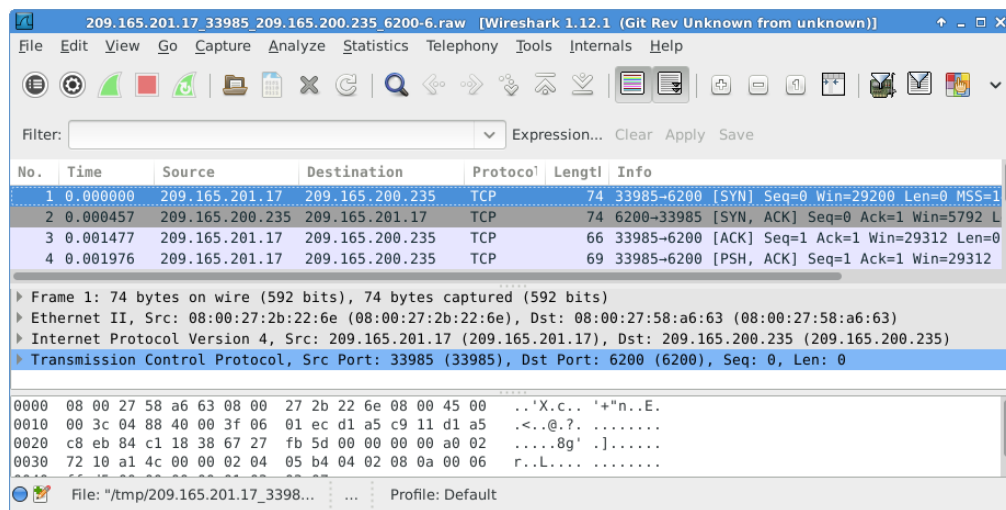 209.165.201.17_33985_209.165.200.235_6200-6.raw [Wireshark 1.12.1 (Git Rev Unknown from unknown)]
File Edit View Go Capture Analyze Statistics Telephony Tools Internals Help
Filter: Expression... Clear Apply Save
No. Time Source Destination Protocol Lengtl Info
1 0.000000 209.165.201.17 209.165.200.235 TCP 74 33985→6200 [SYN] Seq=0 Win=29200 Len=0 MSS=1
2 0.000457 209.165.200.235 209.165.201.17 TCP 74 6200→33985 [SYN, ACK] Seq=0 Ack=1 Win=5792 L
3 0.001477 209.165.201.17 209.165.200.235 TCP 66 33985→6200 [ACK] Seq=1 Ack=1 Win=29312 Len=0
4 0.001976 209.165.201.17 209.165.200.235 TCP 69 33985→6200 [PSH, ACK] Seq=1 Ack=1 Win=29312
Frame 1: 74 bytes on wire (592 bits), 74 bytes captured (592 bits)
Ethernet II, Src: 08:00:27:2b:22:6e (08:00:27:2b:22:6e), Dst: 08:00:27:58:a6:63 (08:00:27:58:a6:63)
Internet Protocol Version 4, Src: 209.165.201.17 (209.165.201.17), Dst: 209.165.200.235 (209.165.200.235)
Transmission Control Protocol, Src Port: 33985 (33985), Dst Port: 6200 (6200), Seq: 0, Len: 0
0000 08 00 27 58 a6 63 08 00 27 2b 22 6e 08 00 45 00 ..'X.c.. '+"n..E.
0010 00 3c 04 88 40 00 3f 06 01 ec d1 a5 c9 11 d1 a5 .<..@.?. ........
0020 c8 eb 84 c1 18 38 67 27 fb 5d 00 00 00 00 a0 02 .....8g' .]......
0030 72 10 a1 4c 00 00 02 04 05 b4 04 02 08 0a 00 06 r..L.... ........
File: "/tmp/209.165.201.17_3398... ... Profile: Default